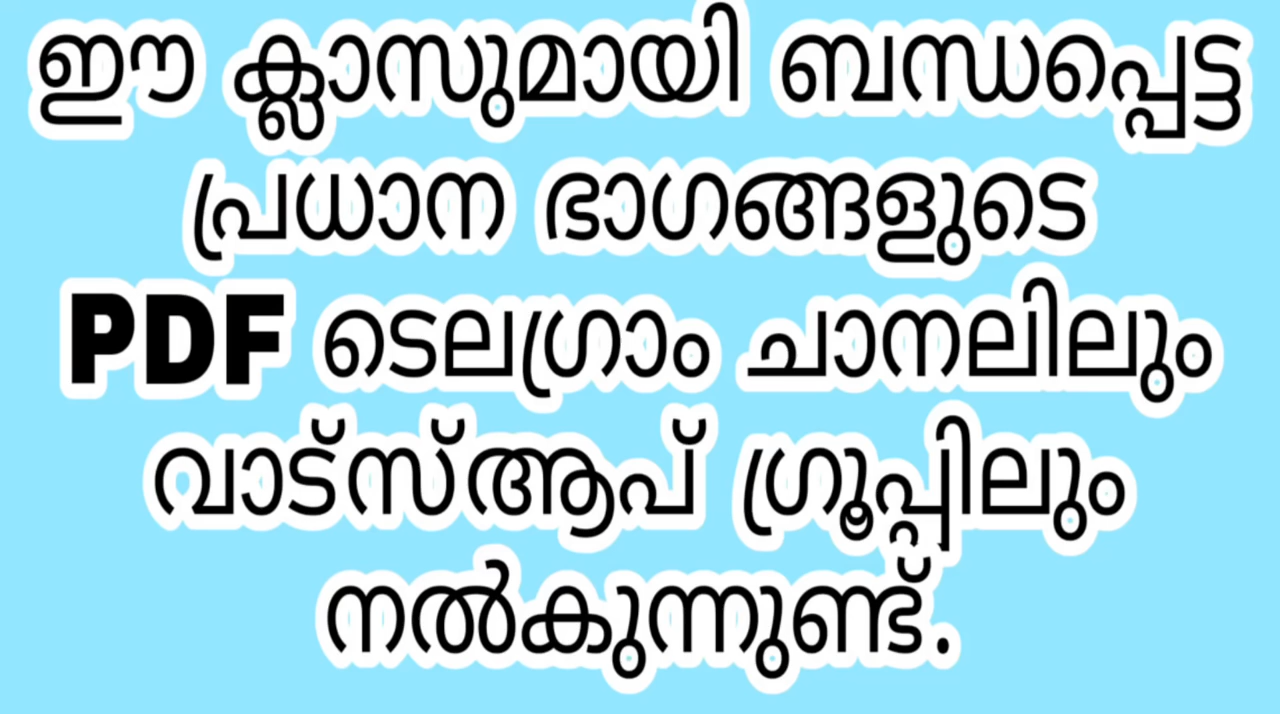 ഈ ക്ലാസുമായി ബന്ധപ്പെട്ട
പ്രധാന ഭാഗങ്ങളുടെ
PDF ടെലഗ്രാം ചാനലിലും
വാട്സ്ആപ് ഗ്രൂപ്പിലും
നൽകുന്നുണ്ട്.